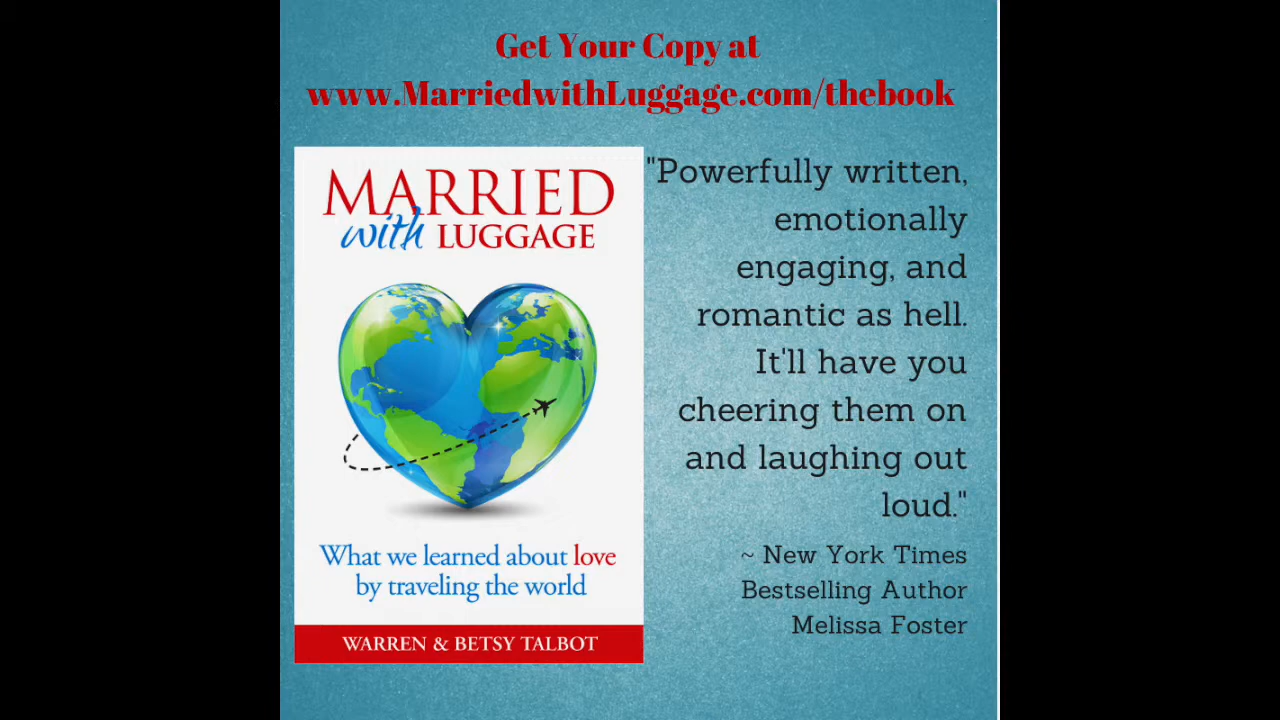 Get Your Copy at
www.MarriedwithLuggage.com/thebook
MARRIED
with LUGGAGE
What we learned about love
by traveling the world
WARREN & BETSY TALBOT
"Powerfully written,
emotionally
engaging, and
romantic as hell.
It'll have you
cheering them on
and laughing out
loud."
~ New York Times
Bestselling Author
Melissa Foster